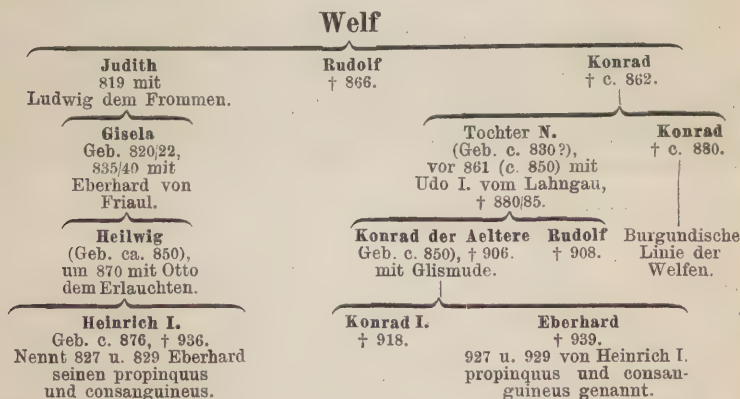 Welf
Judith
819 mit
Ludwig dem Frommen.
Rudolf
† 866.
Konrad
† c. 862.
Gisela
Geb. 820/22,
835/40 mit
Eberhard von
Friaul.
Tochter N.
(Geb. c. 830?),
vor 861 (c. 850) mit
Udo I. vom Lahngau,
† 880/85.
Konrad
† c. 880.
Heilwig
(Geb. ca. 850),
um 870 mit Otto
dem Erlauchten.
Konrad der Aeltere
Geb. c. 850), † 906.
mit Glismude.
Rudolf
† 908.
Burgundische
Linie der
Welfen.
Heinrich I.
Geb. c. 876, † 936.
Nennt 827 u. 829 Eberhard
seinen propinquus
und consanguineus.
Konrad I.
† 918.
Eberhard
† 939.
927 u. 929 von Heinrich I.
propinquus und consan-
guineus genannt.